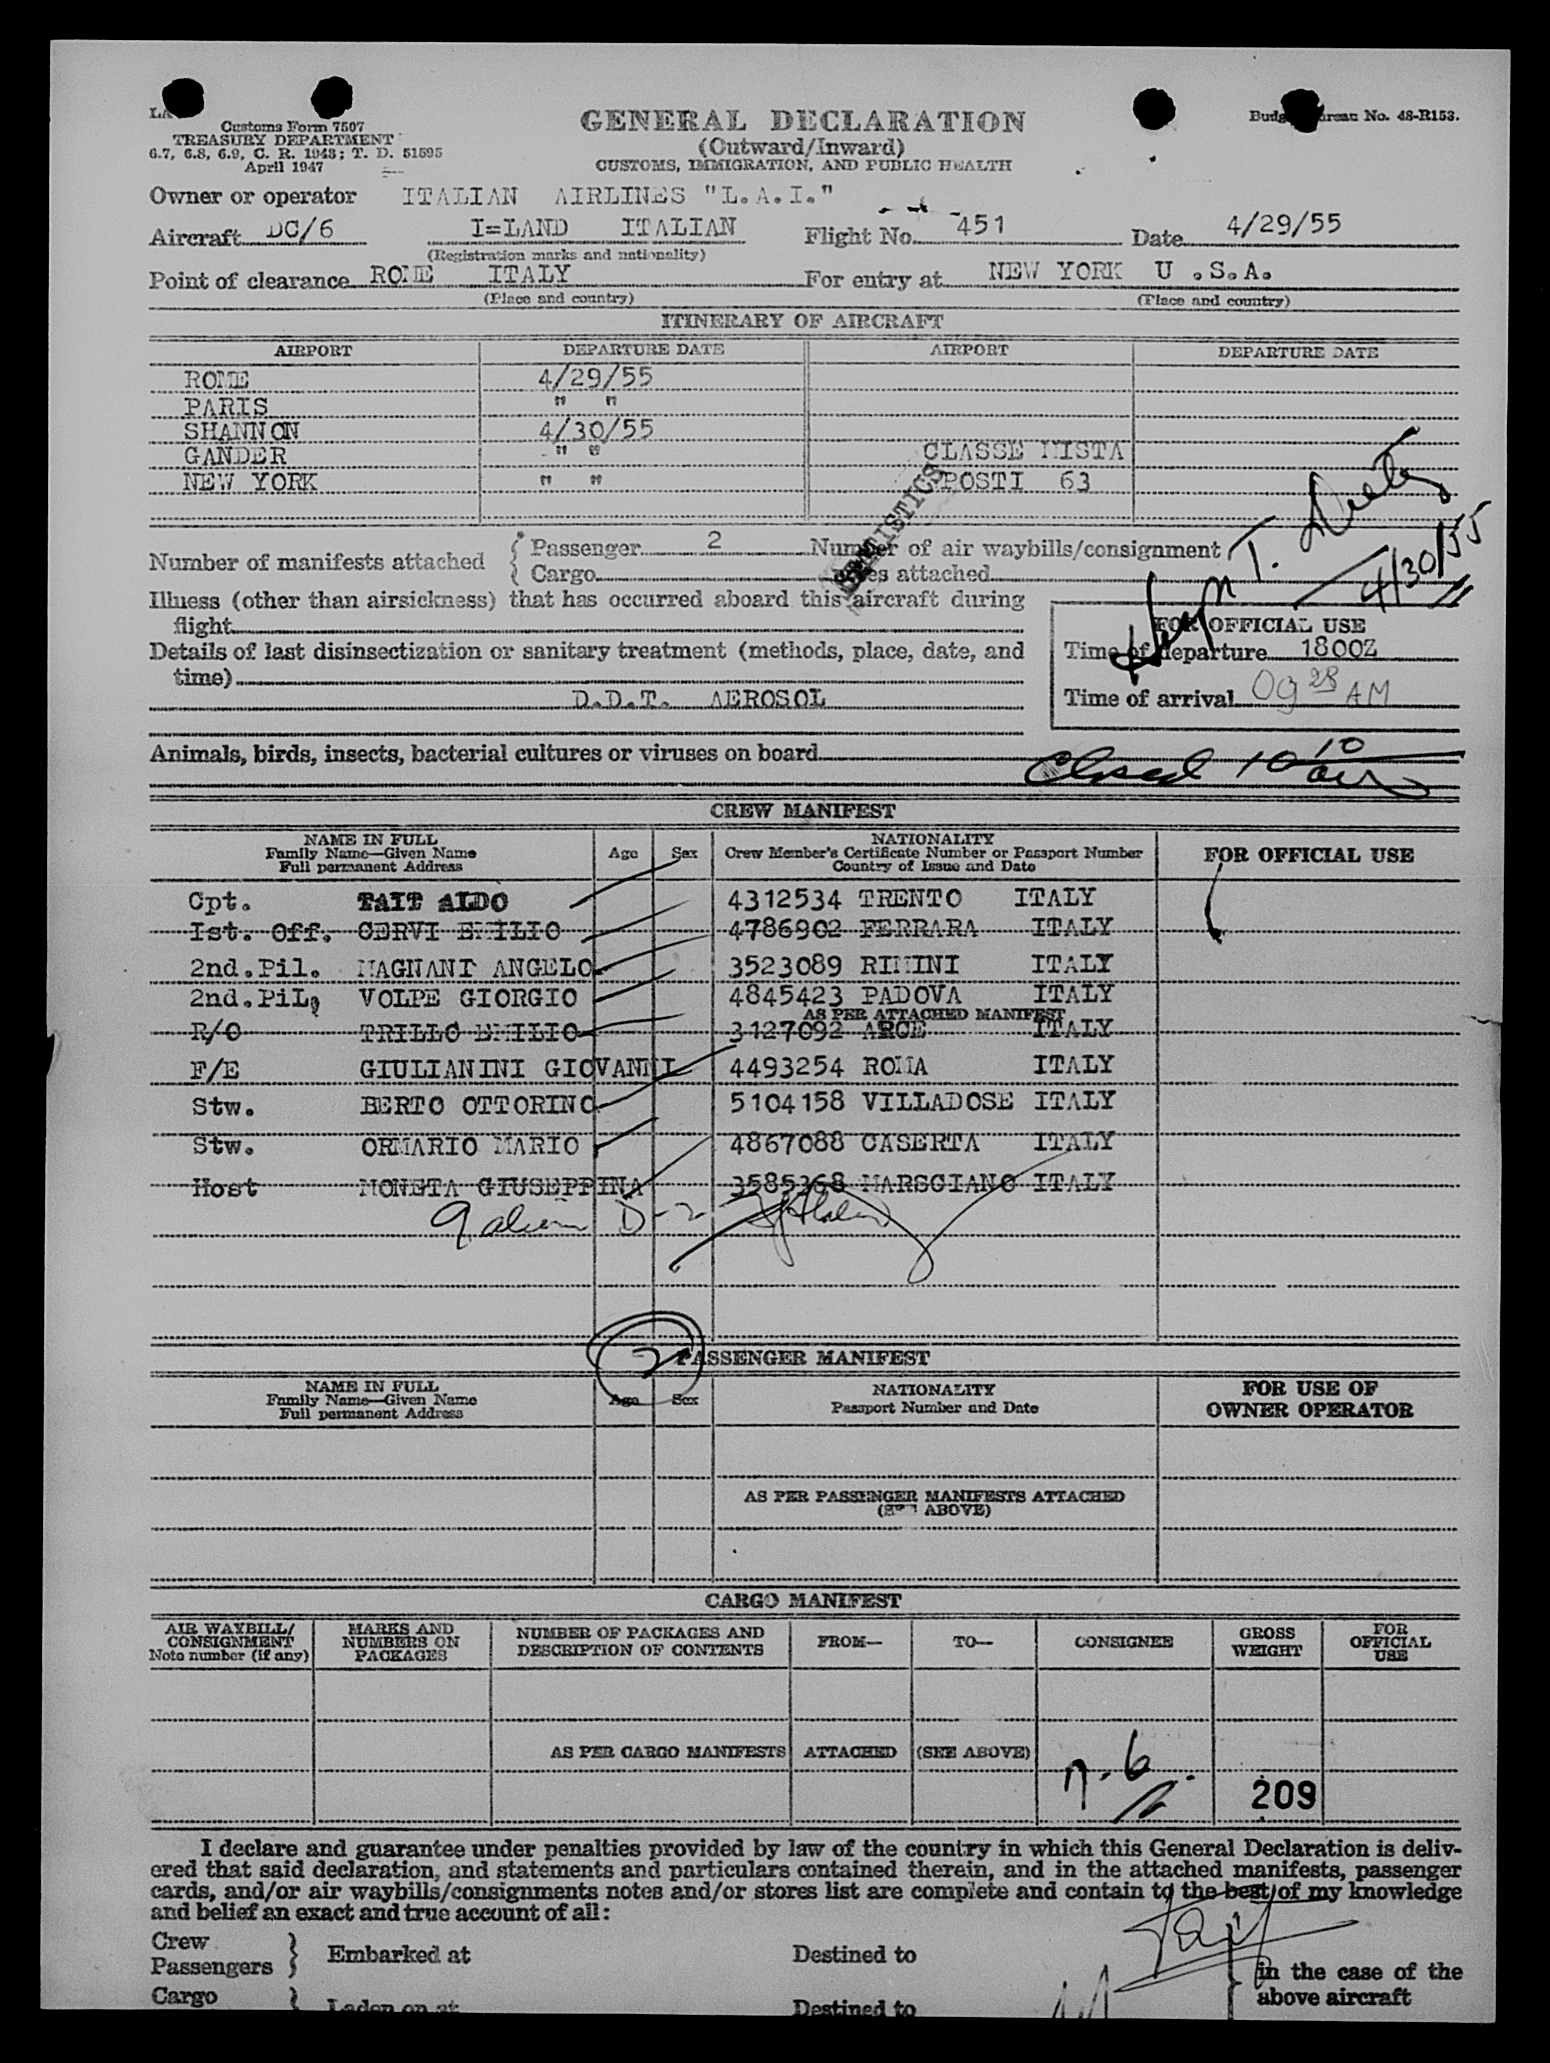 Customs Form 7507
TREASURY DEPARTMENT
6.7, 6.8, 6.9, C. R. 1943; T. D. 51595
April 1947
GENERAL DECLARATION
(Outward/Inward)
CUSTOMS, IMMIGRATION, AND PUBLIC HEALTH
Budget Bureau No. 48-R153.
Owner or operator ITALIAN AIRLINES "L.A.I."
Aircraft DC/6 I=LAND ITALIAN Flight No. 451 Date 4/29/55
(Registration marks and nationality)
Point of clearance ROME ITALY For entry at NEW YORK U .S.A.
(Place and country) (Place and country)
ITINERARY OF AIRCRAFT
AIRPORT DEPARTURE DATE AIRPORT DEPARTURE DATE
ROME 4/29/55
PARIS " "
SHANNON 4/30/55
GANDER " " CLASSE MISTA
NEW YORK " " POSTI 63
STATISTICS
Number of manifests attached { Passenger 2 Number of air waybills/consignment
Cargo notes attached
T.
4/30/55
Illness (other than airsickness) that has occurred aboard this aircraft during
flight
Details of last disinsectization or sanitary treatment (methods, place, date, and
time)
D.D.T. AEROSOL
FOR OFFICIAL USE
Time of departure 1800Z
Time of arrival 09 28 AM
Animals, birds, insects, bacterial cultures or viruses on board
Closed 10 10
CREW MANIFEST
NAME IN FULL
Family Name—Given Name
Full permanent Address
Age Sex
NATIONALITY
Crew Member's Certificate Number or Passport Number
Country of Issue and Date
FOR OFFICIAL USE
Cpt. TAIT ALDO 4312534 TRENTO ITALY
Ist. Off. CERVI EMILIO 4786902 FERRARA ITALY
2nd.Pil. MAGNANI ANGELO 3523089 RIMINI ITALY
2nd.PiL, VOLPE GIORGIO 4845423 PADOVA ITALY
AS PER ATTACHED MANIFEST
R/O TRILLO EMILIO 3127092 ARCE ITALY
F/E GIULIANINI GIOVANNI 4493254 ROMA ITALY
Stw. BERTO OTTORINO 5104158 VILLADOSE ITALY
Stw. ORMARIO MARIO 4867088 CASERTA ITALY
Host MONETA GIUSEPPINA 3585368 MARSCIANO ITALY
D-2
2
PASSENGER MANIFEST
NAME IN FULL
Family Name—Given Name
Full permanent Address
Age Sex
NATIONALITY
Passport Number and Date
FOR USE OF
OWNER OPERATOR
AS PER PASSENGER MANIFESTS ATTACHED
(SEE ABOVE)
CARGO MANIFEST
AIR WAYBILL/
CONSIGNMENT
Note number (if any)
MARKS AND
NUMBERS ON
PACKAGES
NUMBER OF PACKAGES AND
DESCRIPTION OF CONTENTS
FROM— TO— CONSIGNEE
GROSS
WEIGHT
FOR
OFFICIAL
USE
AS PER CARGO MANIFESTS ATTACHED (SEE ABOVE)
n. 6
209
I declare and guarantee under penalties provided by law of the country in which this General Declaration is deliv-
ered that said declaration, and statements and particulars contained therein, and in the attached manifests, passenger
cards, and/or air waybills/consignments notes and/or stores list are complete and contain to the best of my knowledge
and belief an exact and true account of all:
Crew
Passengers } Embarked at Destined to
in the case of the
above aircraft
Cargo } Laden on at Destined to